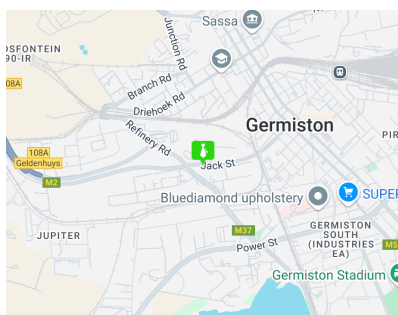 Sassa
Junction Rd
OSFONTEIN
90-IR
08A
Branch Rd
Driehoek Rd
Refinery Rd
Germiston
PIR
108A
Geldenhuys
Jack St
M2
Bluediamond upholstery
SUPER
JUPITER
M37
Power St
GERMISTON
SOUTH
(INDUSTRIES
EA)
M5
Germiston Stadium